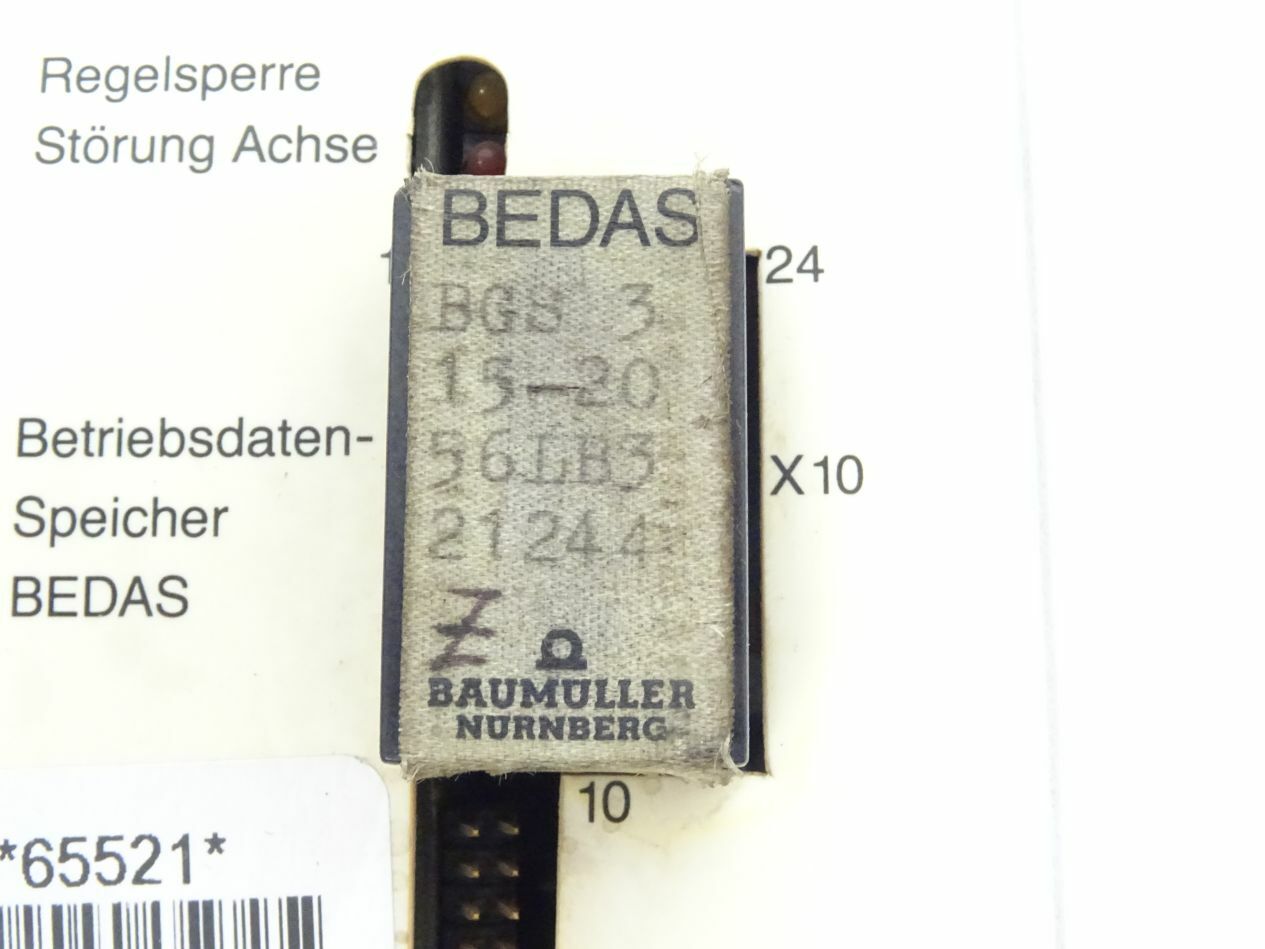 Regelsperre
Störung Achse
BEDAS
24
BGS 3
15-20
Betriebsdaten-
56LB3
X10
Speicher
21244
BEDAS
Z
BAUMÜLLER
NÜRNBERG
10
*65521*